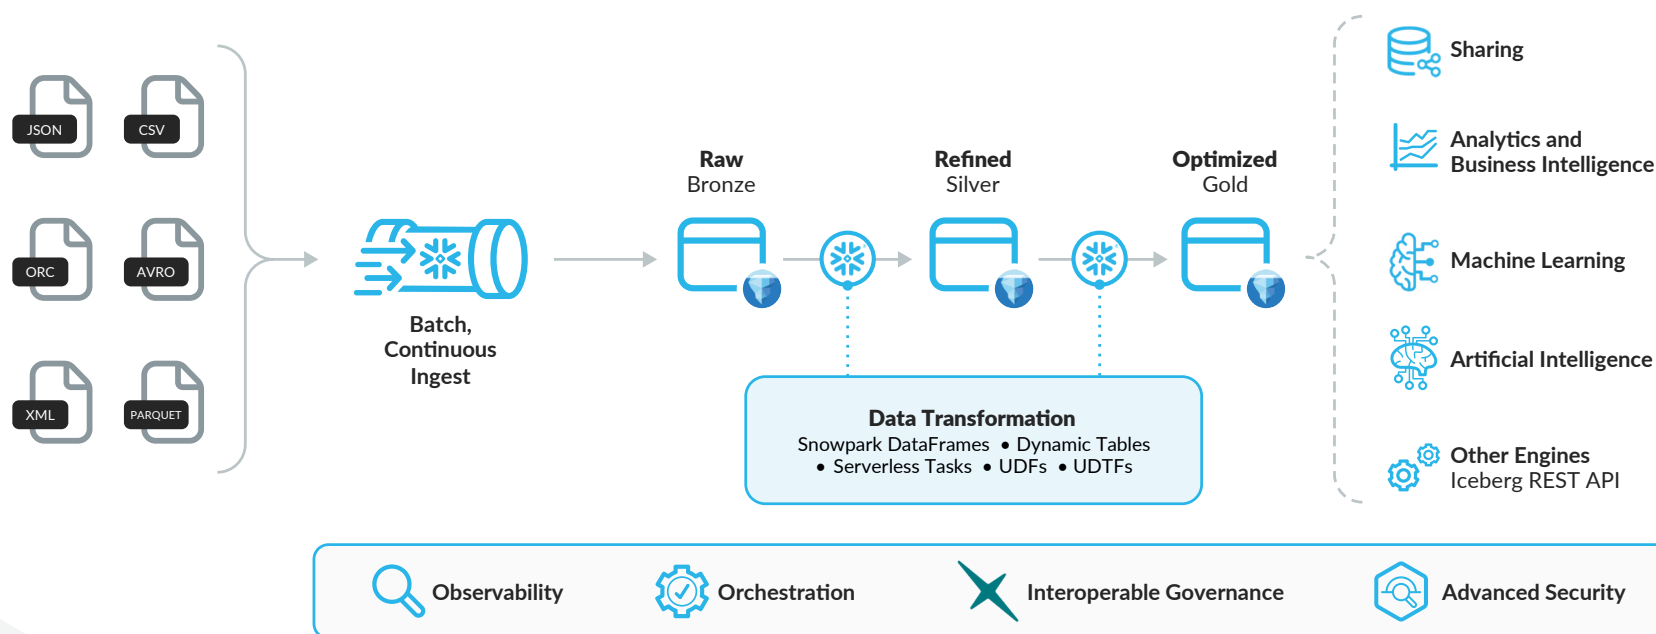 JSON
CSV
ORC
AVRO
XML
PARQUET
Batch,
Continuous
Ingest
Raw
Bronze
Refined
Silver
Optimized
Gold
Data Transformation
Snowpark DataFrames • Dynamic Tables
• Serverless Tasks • UDFs • UDTFs
Sharing
Analytics and
Business Intelligence
Machine Learning
Artificial Intelligence
Other Engines
Iceberg REST API
Observability
Orchestration
Interoperable Governance
Advanced Security